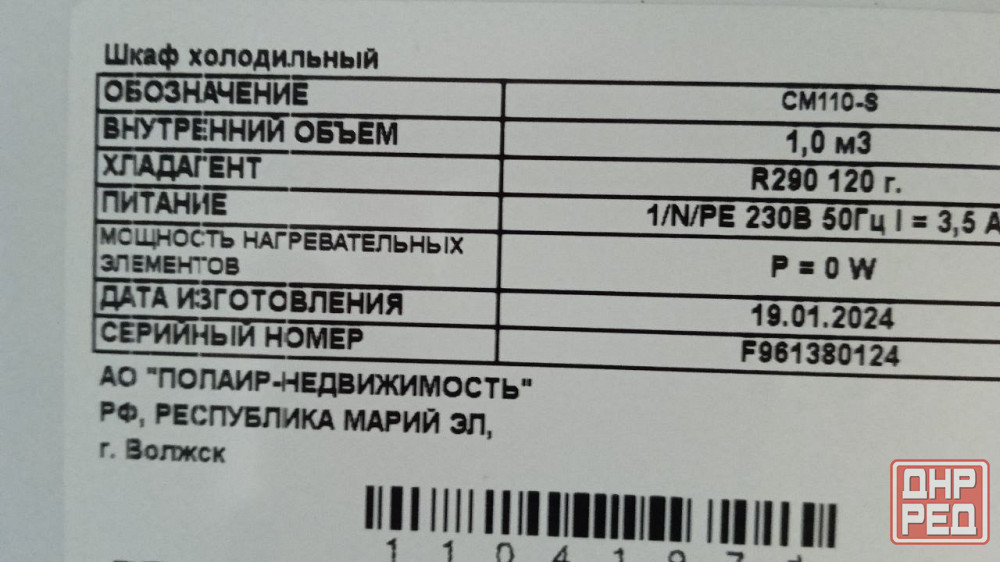 Шкаф холодильный
ОБОЗНАЧЕНИЕ CM110-S
ВНУТРЕННИЙ ОБЪЕМ 1,0 м3
ХЛАДАГЕНТ R290 120 г.
ПИТАНИЕ 1/N/PE 230В 50Гц I = 3,5 А
МОЩНОСТЬ НАГРЕВАТЕЛЬНЫХ
ЭЛЕМЕНТОВ P = 0 W
ДАТА ИЗГОТОВЛЕНИЯ 19.01.2024
СЕРИЙНЫЙ НОМЕР F961380124
АО "ПОЛАИР-НЕДВИЖИМОСТЬ"
РФ, РЕСПУБЛИКА МАРИЙ ЭЛ,
г. Волжск
ДНР
РЕД